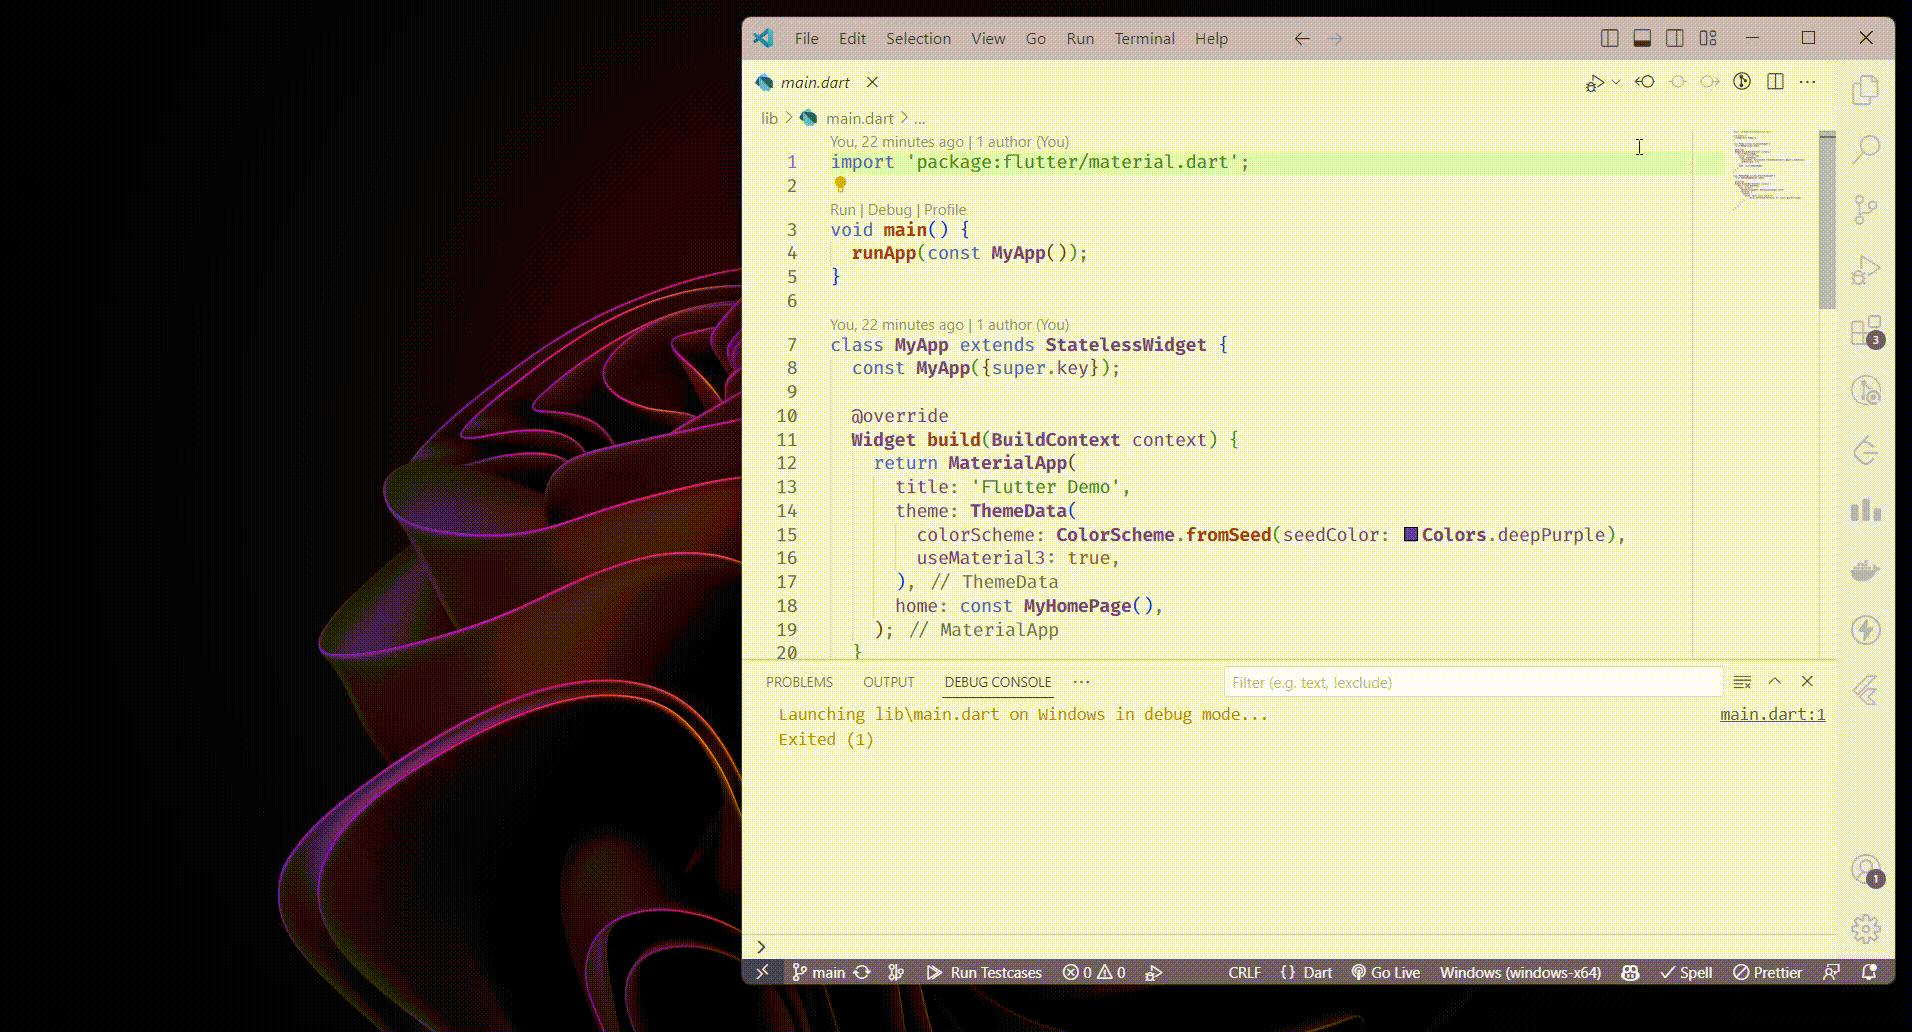 File Edit Selection View Go Run Terminal Help
main.dart
lib > main.dart > ...
You, 22 minutes ago | 1 author (You)
1 import 'package:flutter/material.dart';
2
Run | Debug | Profile
3 void main() {
4 runApp(const MyApp());
5 }
6
You, 22 minutes ago | 1 author (You)
7 class MyApp extends StatelessWidget {
8 const MyApp({super.key});
9
10 @override
11 Widget build(BuildContext context) {
12 return MaterialApp(
13 title: 'Flutter Demo',
14 theme: ThemeData(
15 colorScheme: ColorScheme.fromSeed(seedColor: Colors.deepPurple),
16 useMaterial3: true,
17 ), // ThemeData
18 home: const MyHomePage(),
19 ); // MaterialApp
20 }
3
PROBLEMS OUTPUT DEBUG CONSOLE ... Filter (e.g. text, !exclude)
Launching lib\main.dart on Windows in debug mode... main.dart:1
Exited (1)
1
>
main Run Testcases 0 0 CRLF {} Dart Go Live Windows (windows-x64) Spell Prettier